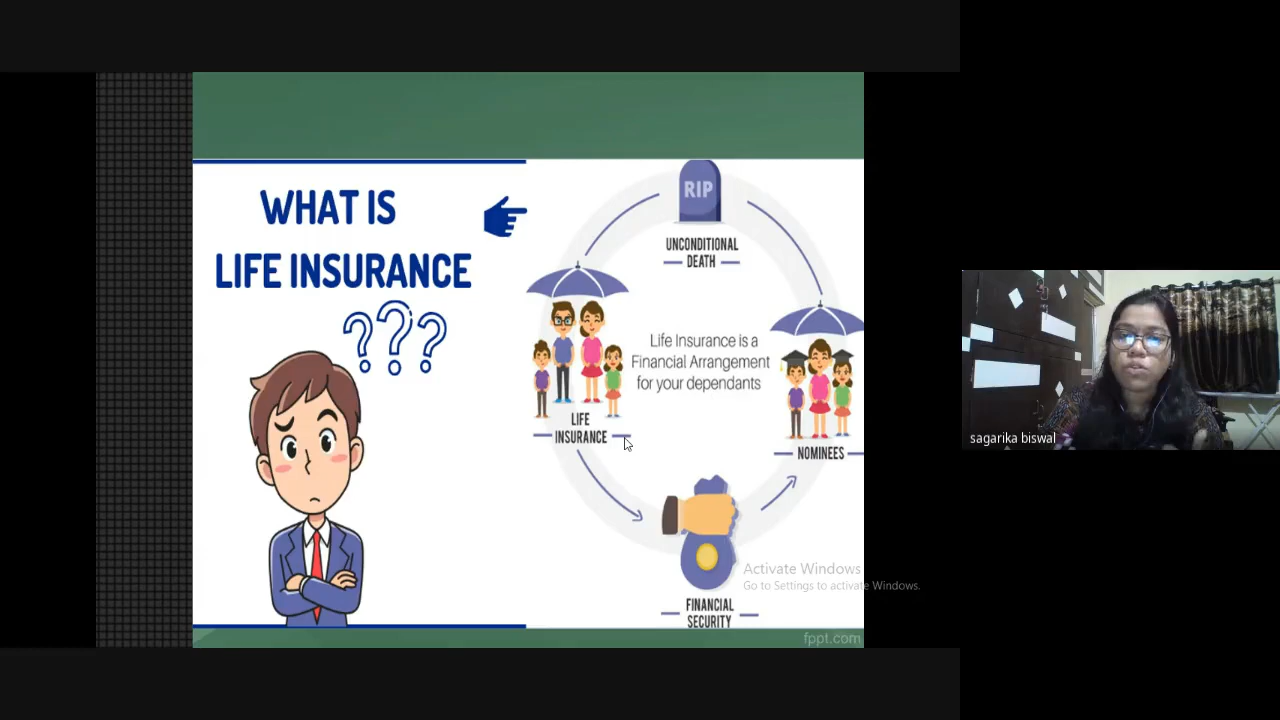 WHAT IS
LIFE INSURANCE
???
RIP
UNCONDITIONAL
DEATH
Life Insurance is a
Financial Arrangement
for your dependants
LIFE
INSURANCE
NOMINEES
FINANCIAL
SECURITY
Activate Windows
Go to Settings to activate Windows.
fppt.com
sagarika biswal